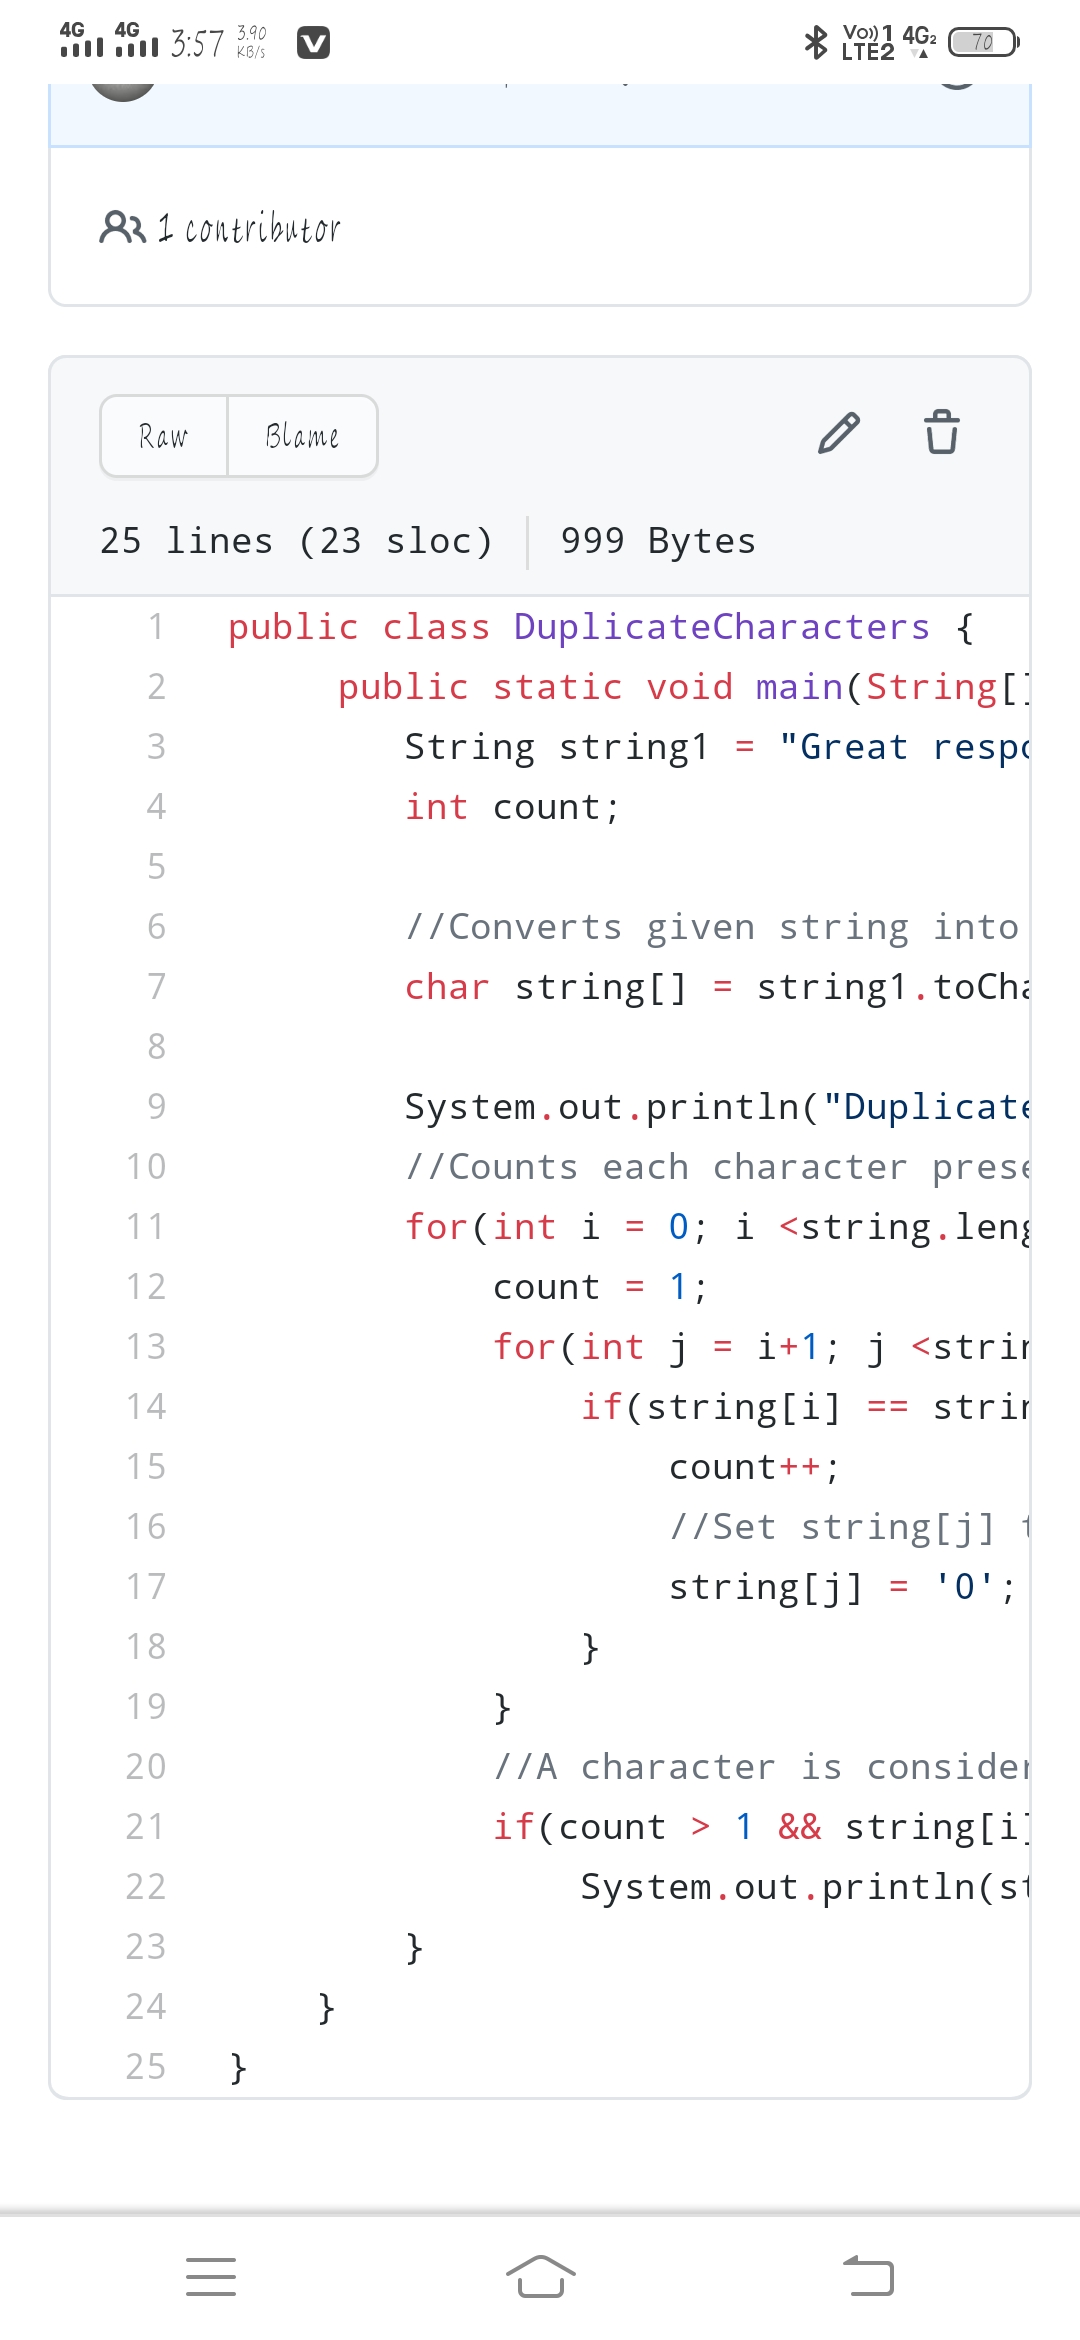 4G 4G 3:57 3.90 KB/s V Vo)) 1 LTE2 4G2 70
1 contributor
Raw Blame
25 lines (23 sloc) 999 Bytes
1 public class DuplicateCharacters {
2 public static void main(String[]
3 String string1 = "Great respo
4 int count;
5
6 //Converts given string into
7 char string[] = string1.toCha
8
9 System.out.println("Duplicate
10 //Counts each character prese
11 for(int i = 0; i <string.leng
12 count = 1;
13 for(int j = i+1; j <strin
14 if(string[i] == strin
15 count++;
16 //Set string[j] t
17 string[j] = '0';
18 }
19 }
20 //A character is consider
21 if(count > 1 && string[i]
22 System.out.println(st
23 }
24 }
25 }